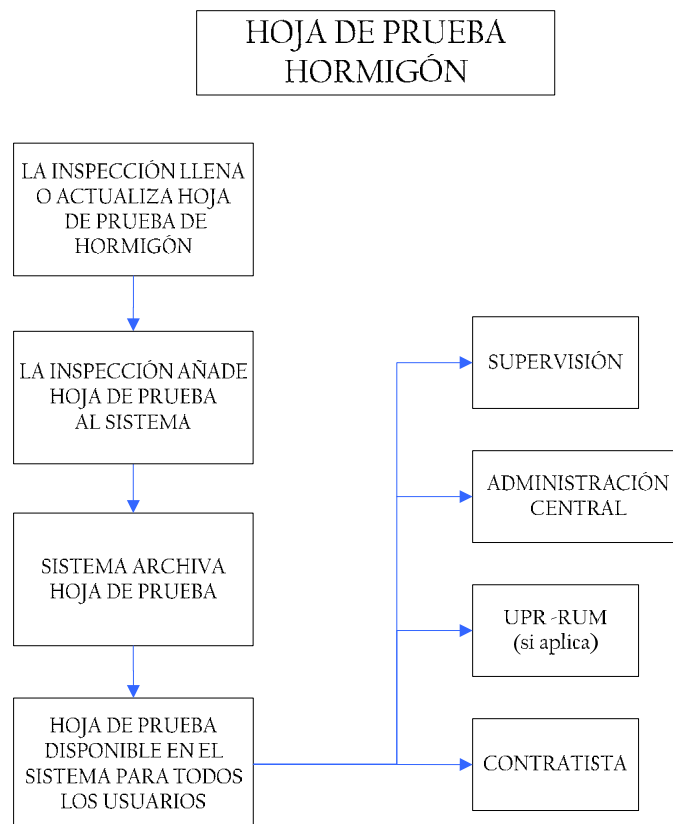 HOJA DE PRUEBA
HORMIGÓN
LA INSPECCIÓN LLENA
O ACTUALIZA HOJA
DE PRUEBA DE
HORMIGÓN
LA INSPECCIÓN AÑADE
HOJA DE PRUEBA
AL SISTEMA
SISTEMA ARCHIVA
HOJA DE PRUEBA
HOJA DE PRUEBA
DISPONIBLE EN EL
SISTEMA PARA TODOS
LOS USUARIOS
SUPERVISIÓN
ADMINISTRACIÓN
CENTRAL
UPR -RUM
(si aplica)
CONTRATISTA